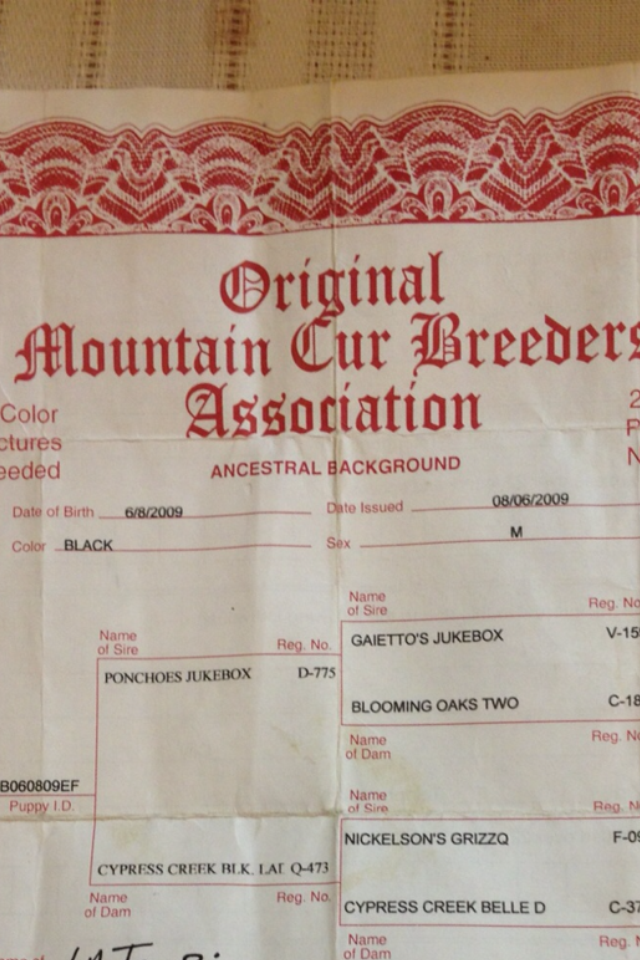 Original
Mountain Cur Breeders
Association
Color
ctures
eeded
ANCESTRAL BACKGROUND
Date of Birth 6/8/2009
Date Issued 08/06/2009
Color BLACK
Sex M
Name of Sire
Reg. No.
GAIETTO'S JUKEBOX V-15
BLOOMING OAKS TWO C-18
Name of Dam
Reg. No
Name of Sire
Reg. No.
PONCHOES JUKEBOX D-775
B060809EF
Puppy I.D.
CYPRESS CREEK BLK. LAD Q-473
Name of Dam
Reg. No.
Name of Sire
Reg. N
NICKELSON'S GRIZZQ F-09
CYPRESS CREEK BELLE D C-37
Name of Dam
Reg. N